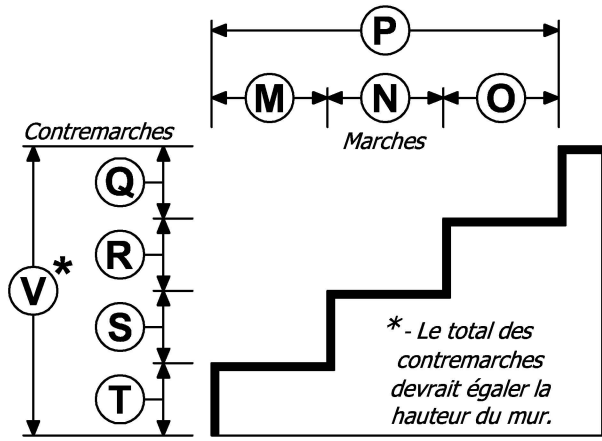 P
M
N
O
Contremarches
Marches
Q
R
V*
S
T
* - Le total des
contremarches
devrait égaler la
hauteur du mur.